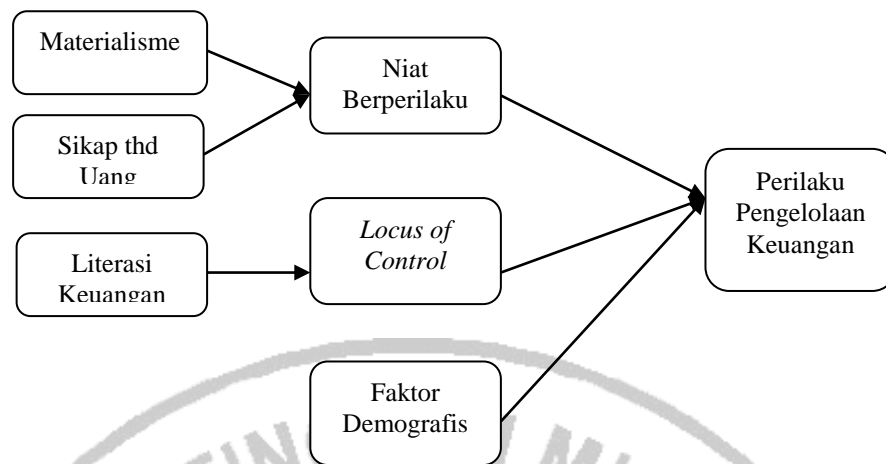 Materialisme
Niat
Berperilaku
Sikap thd
Uang
Perilaku
Pengelolaan
Keuangan
Locus of
Control
Literasi
Keuangan
Faktor
Demografis